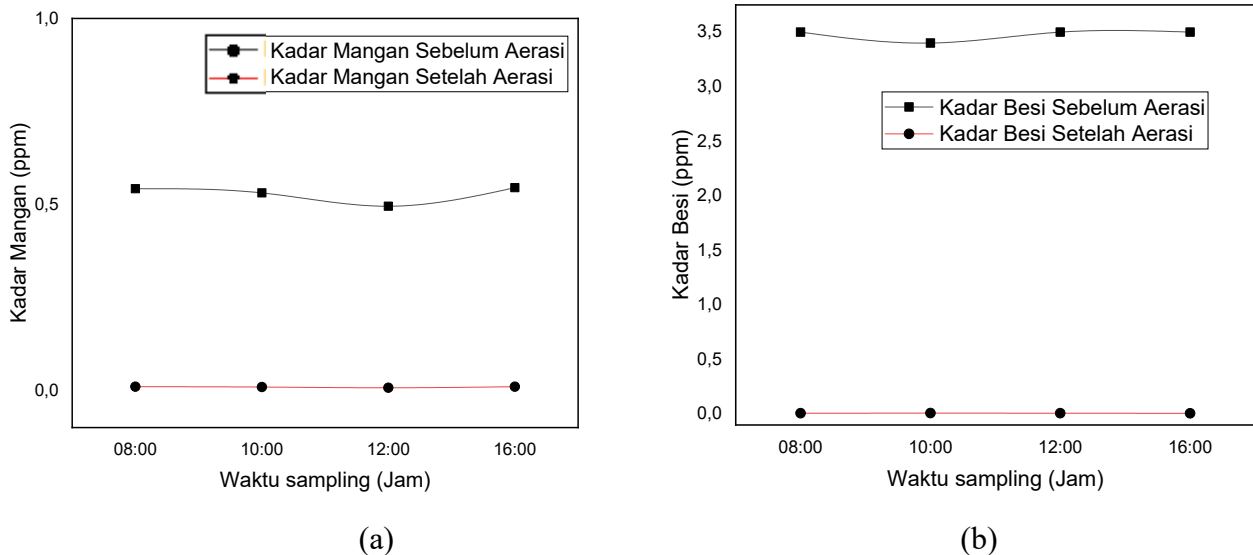 1,0
Kadar Mangan Sebelum Aerasi
Kadar Mangan Setelah Aerasi
Kadar Mangan (ppm)
0,5
0,0
08:00 10:00 12:00 16:00
Waktu sampling (Jam)
(a)
3,5
3,0
Kadar Besi Sebelum Aerasi
Kadar Besi Setelah Aerasi
2,5
Kadar Besi (ppm)
2,0
1,5
1,0
0,5
0,0
08:00 10:00 12:00 16:00
Waktu sampling (Jam)
(b)